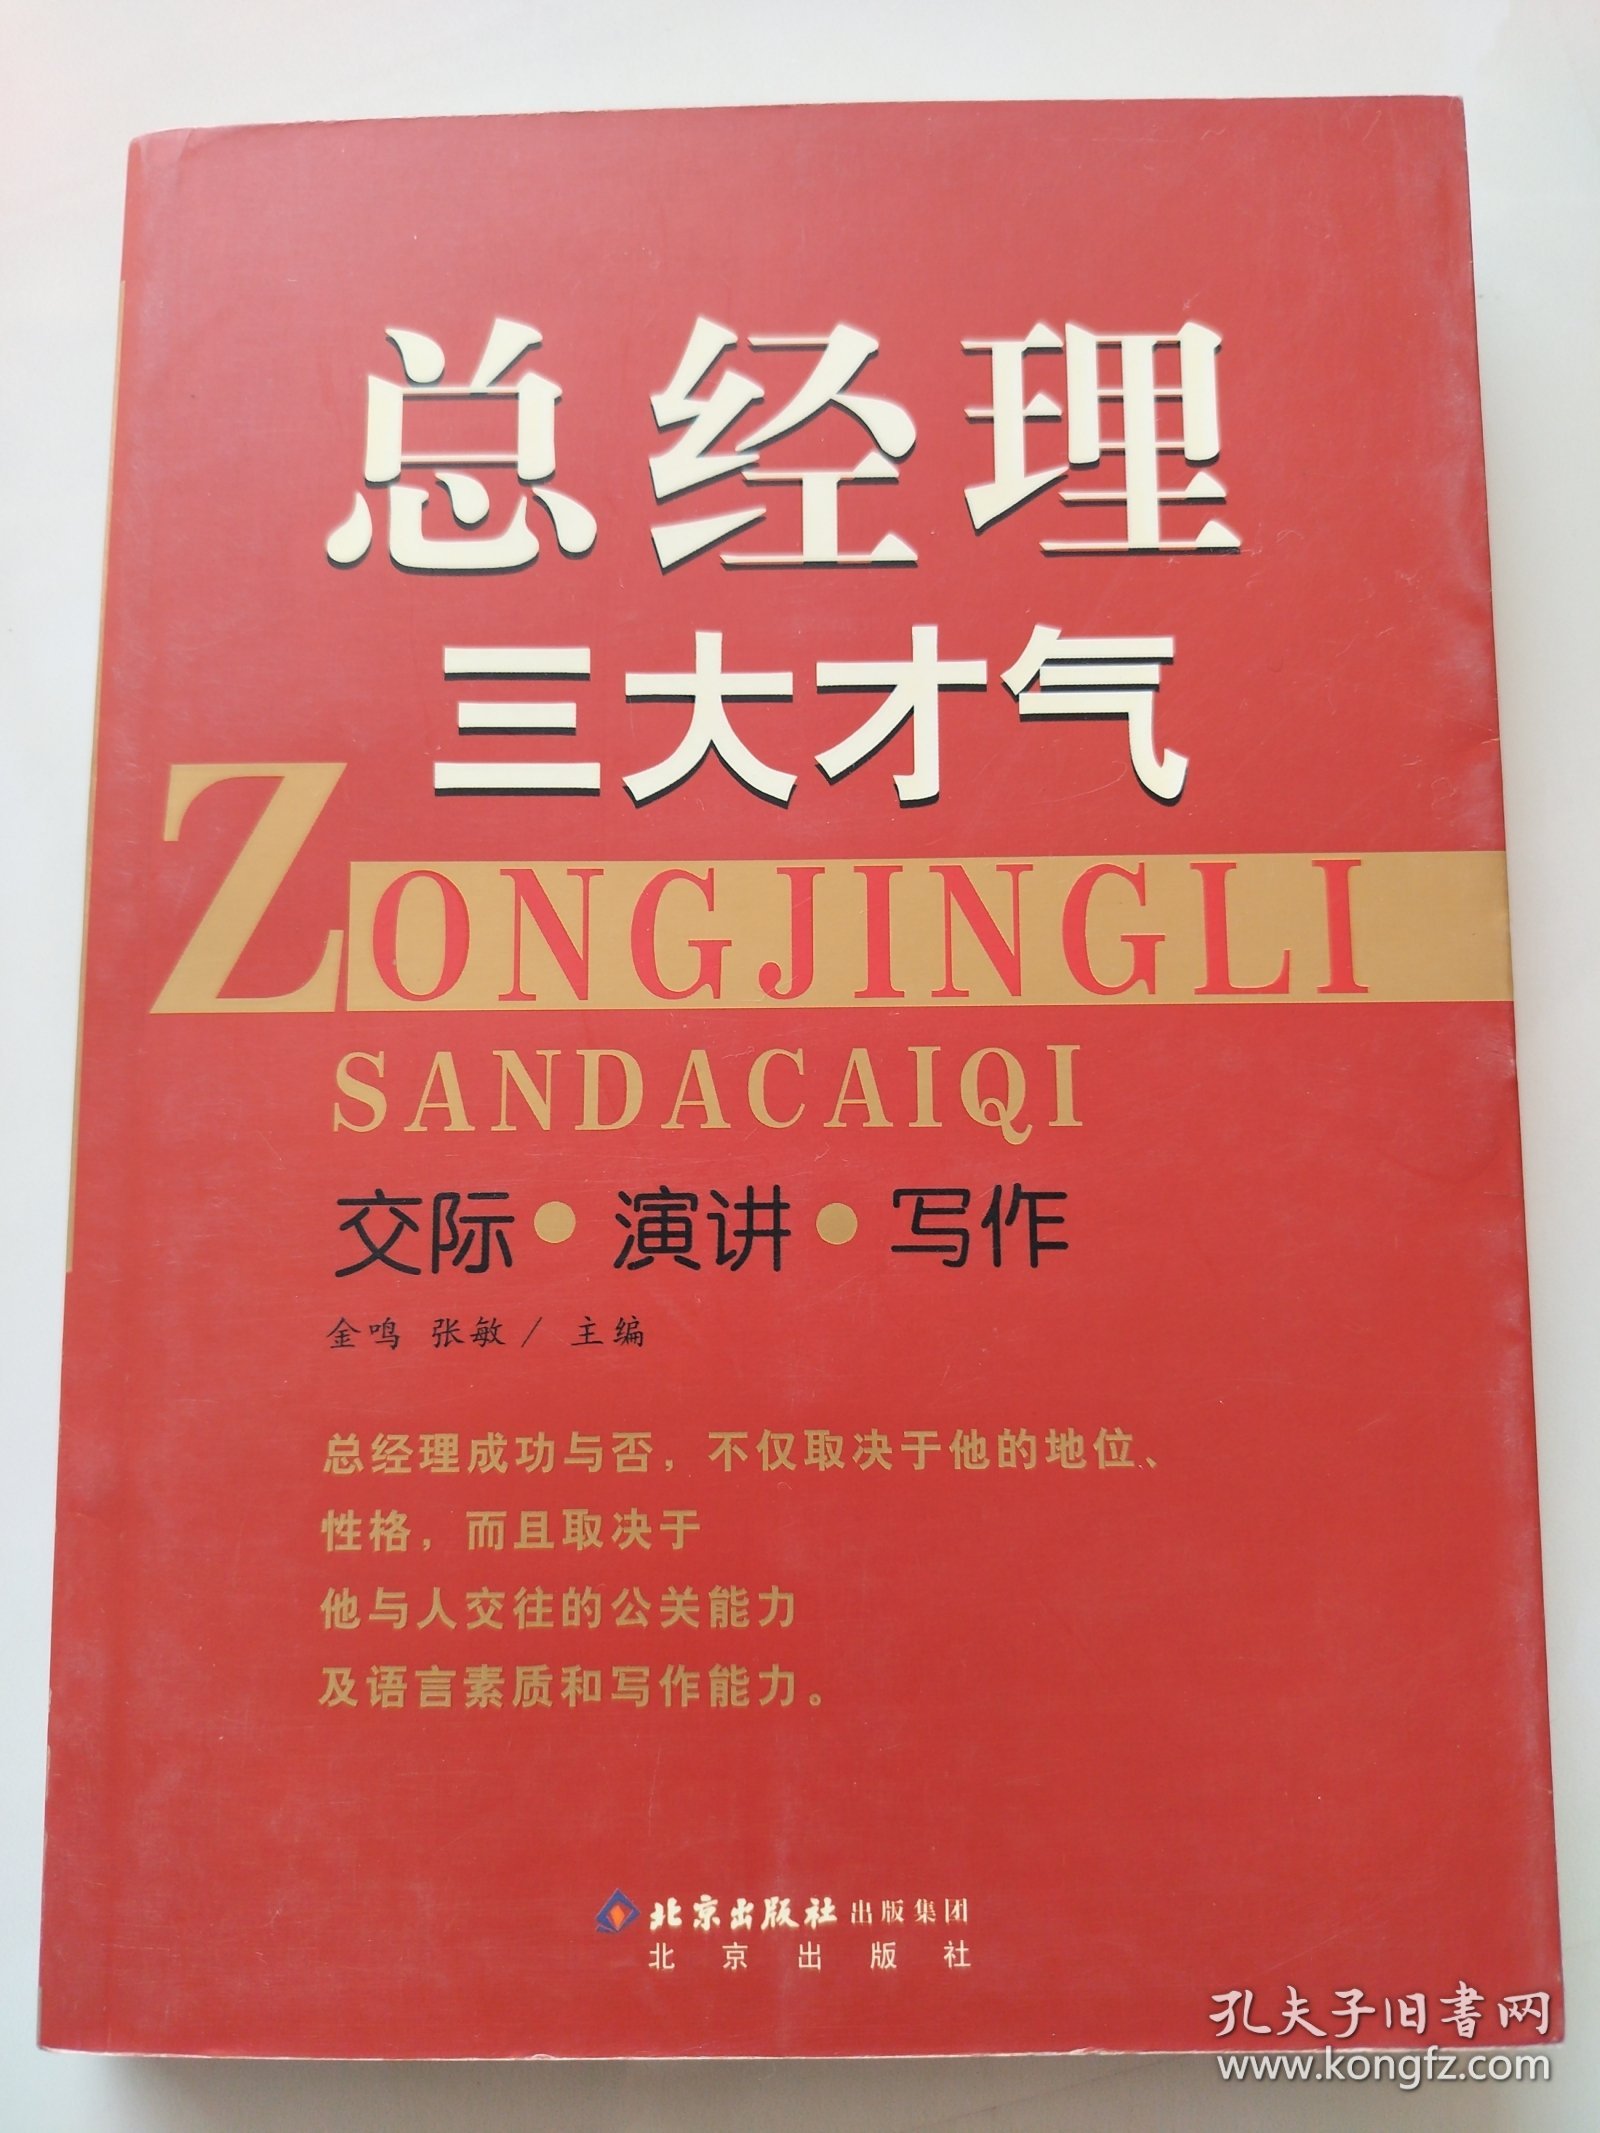 总经理
三大才气
ZONGJINGLI
SANDACAIQI
交际·演讲·写作
金鸣 张敏/ 主编
总经理成功与否，不仅取决于他的地位、
性格，而且取决于
他与人交往的公关能力
及语言素质和写作能力。
北京出版社 出版集团
北京出版社
孔夫子旧书网
www.kongfz.com